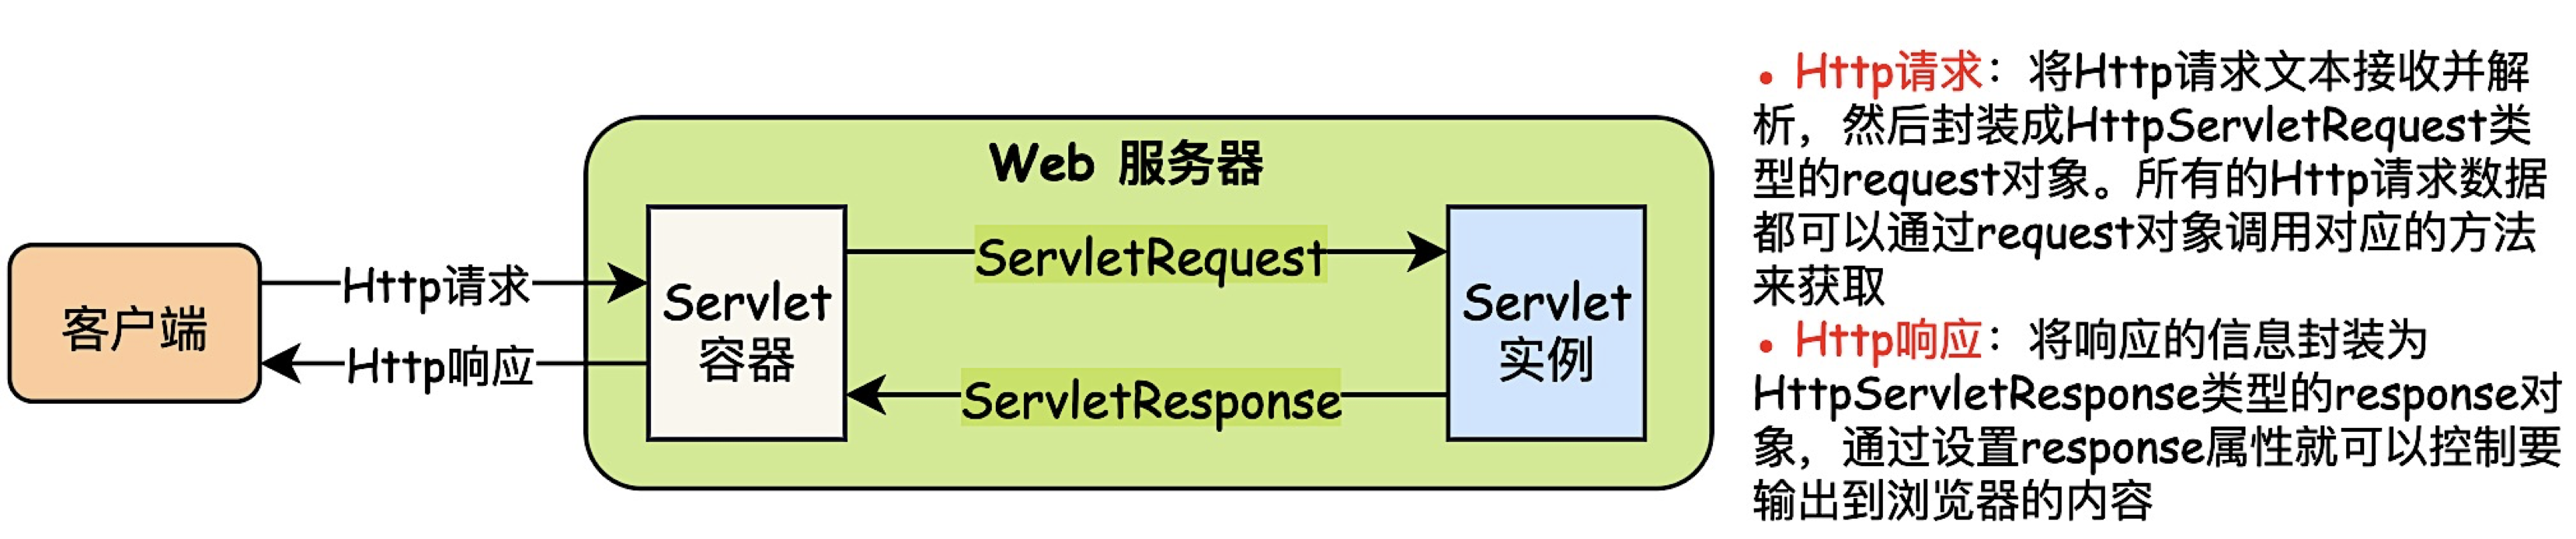 Web 服务器
客户端
Http请求
Http响应
Servlet
容器
ServletRequest
ServletResponse
Servlet
实例
• Http请求：将Http请求文本接收并解
析，然后封装成HttpServletRequest类
型的request对象。所有的Http请求数据
都可以通过request对象调用对应的方法
来获取
• Http响应：将响应的信息封装为
HttpServletResponse类型的response对
象，通过设置response属性就可以控制要
输出到浏览器的内容